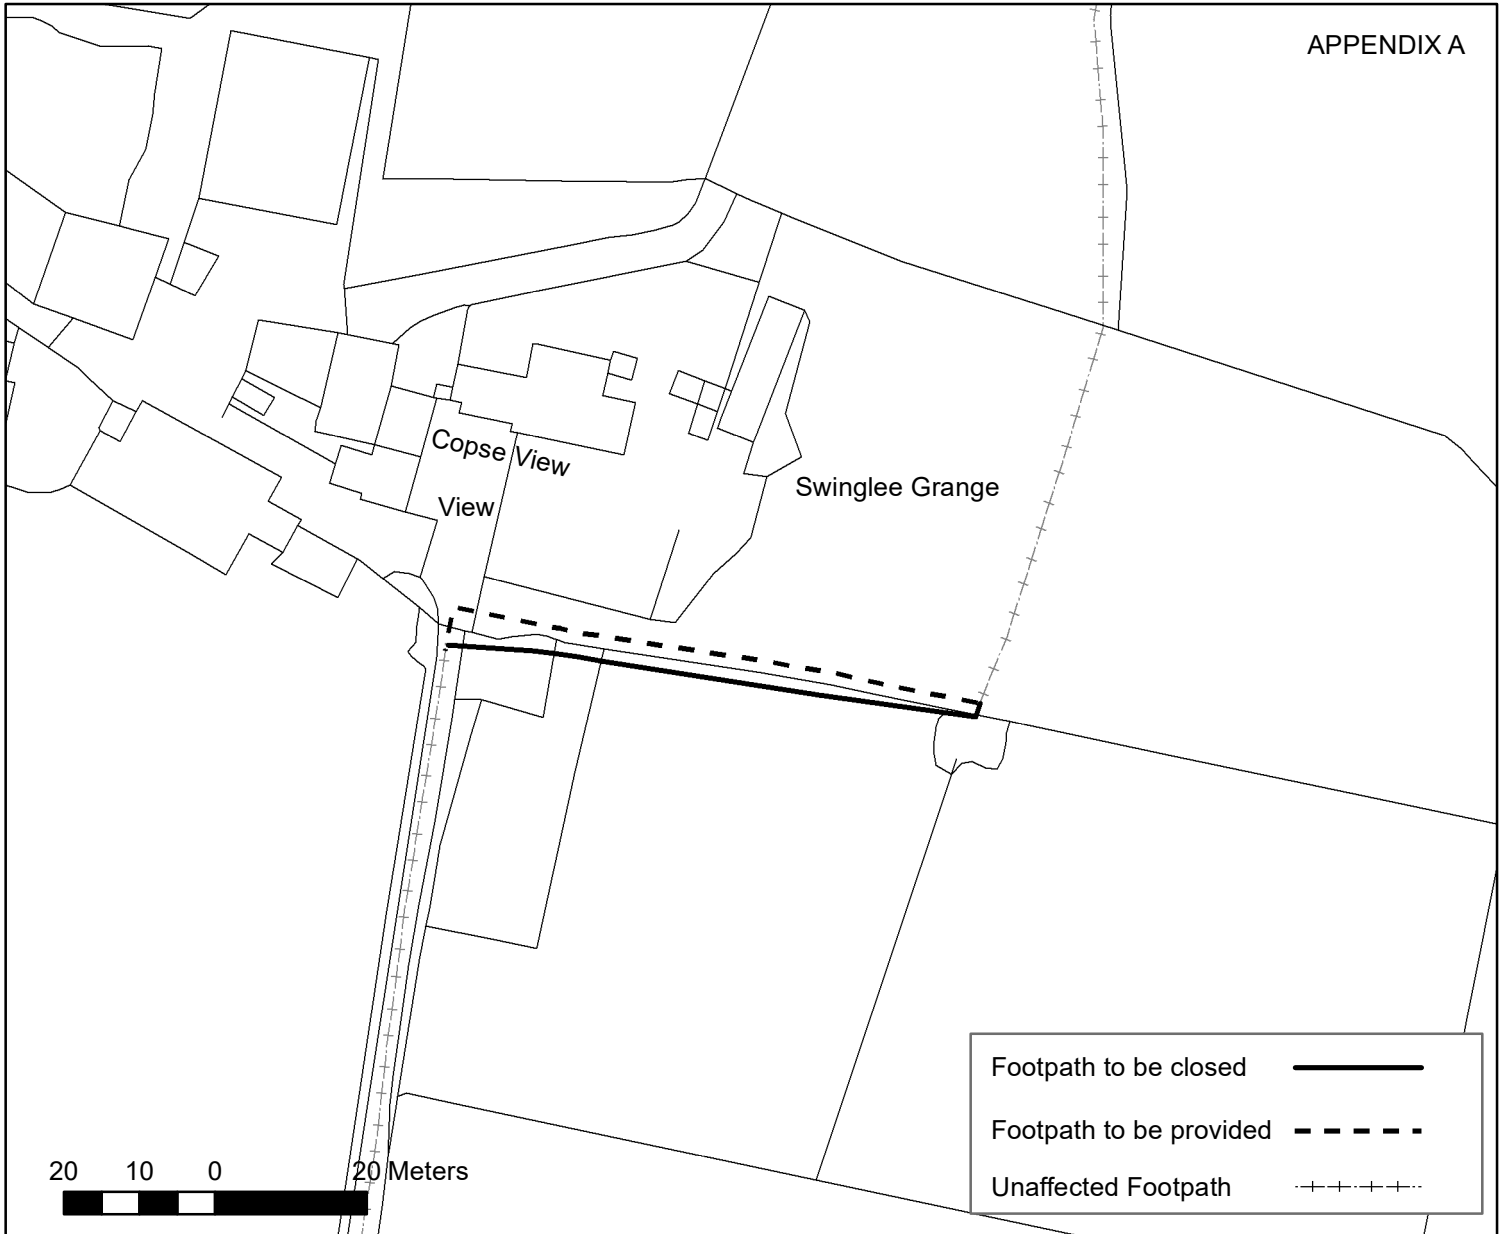 APPENDIX A
Copse View
View
Swinglee Grange
Footpath to be closed
Footpath to be provided
Unaffected Footpath
20 10 0 20 Meters